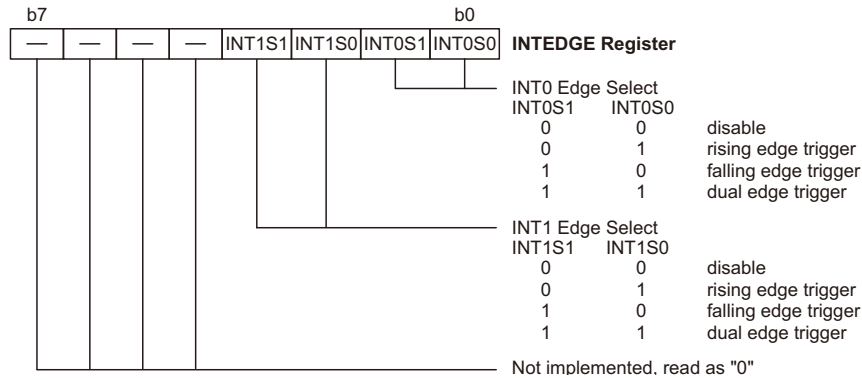 b7 b0
— — — — INT1S1 INT1S0 INT0S1 INT0S0 INTEDGE Register
INT0 Edge Select
INT0S1 INT0S0
0 0 disable
0 1 rising edge trigger
1 0 falling edge trigger
1 1 dual edge trigger
INT1 Edge Select
INT1S1 INT1S0
0 0 disable
0 1 rising edge trigger
1 0 falling edge trigger
1 1 dual edge trigger
Not implemented, read as "0"